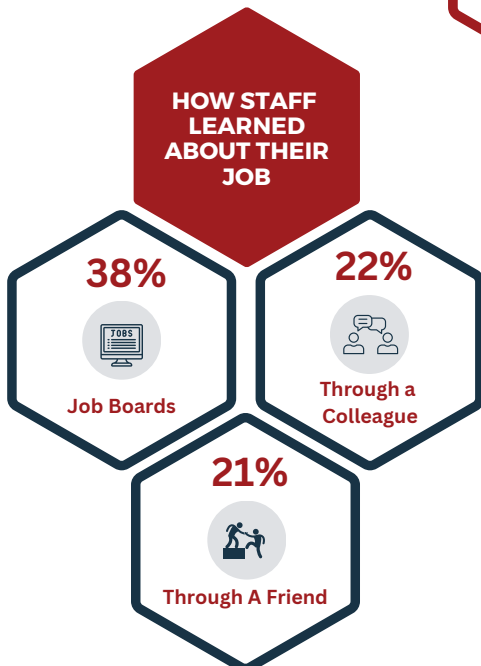 HOW STAFF
LEARNED
ABOUT THEIR
JOB
38%
JOBS
Job Boards
22%
Through a
Colleague
21%
Through A Friend